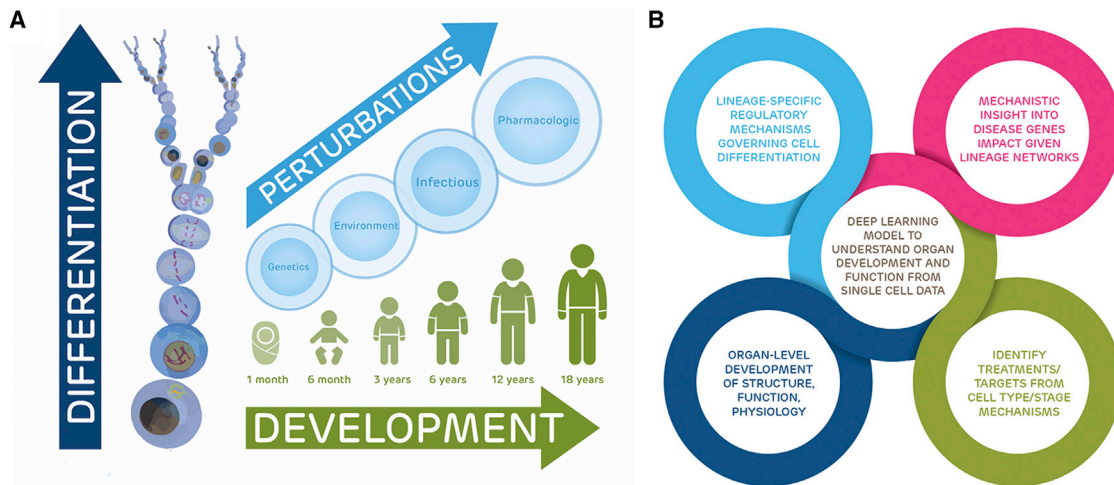 A
DIFFERENTIATION
PERTURBATIONS
Genetics
Environment
Infectious
Pharmacologic
1 month
6 month
3 years
6 years
12 years
18 years
DEVELOPMENT
B
LINEAGE-SPECIFIC
REGULATORY
MECHANISMS
GOVERNING CELL
DIFFERENTIATION
MECHANISTIC
INSIGHT INTO
DISEASE GENES
IMPACT GIVEN
LINEAGE NETWORKS
DEEP LEARNING
MODEL TO
UNDERSTAND ORGAN
DEVELOPMENT AND
FUNCTION FROM
SINGLE CELL DATA
ORGAN-LEVEL
DEVELOPMENT
OF STRUCTURE,
FUNCTION,
PHYSIOLOGY
IDENTIFY
TREATMENTS/
TARGETS FROM
CELL TYPE/STAGE
MECHANISMS